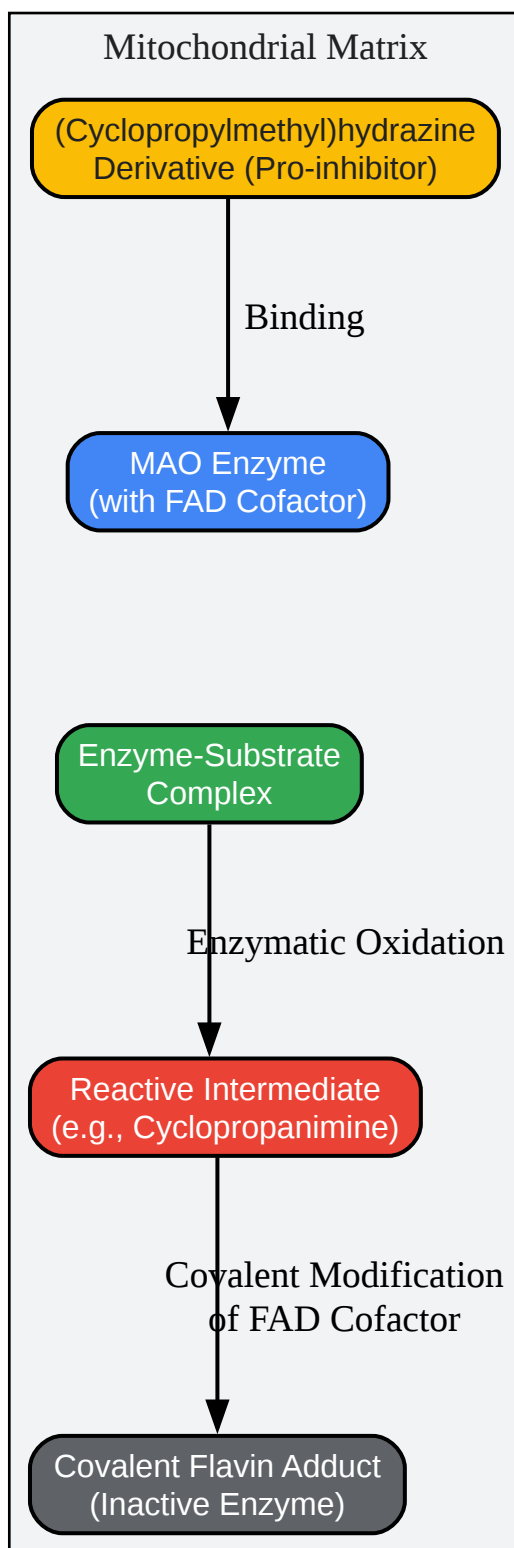 Mitochondrial Matrix
(Cyclopropylmethyl)hydrazine
Derivative (Pro-inhibitor)
Binding
MAO Enzyme
(with FAD Cofactor)
Enzyme-Substrate
Complex
Enzymatic Oxidation
Reactive Intermediate
(e.g., Cyclopropanimine)
Covalent Modification
of FAD Cofactor
Covalent Flavin Adduct
(Inactive Enzyme)